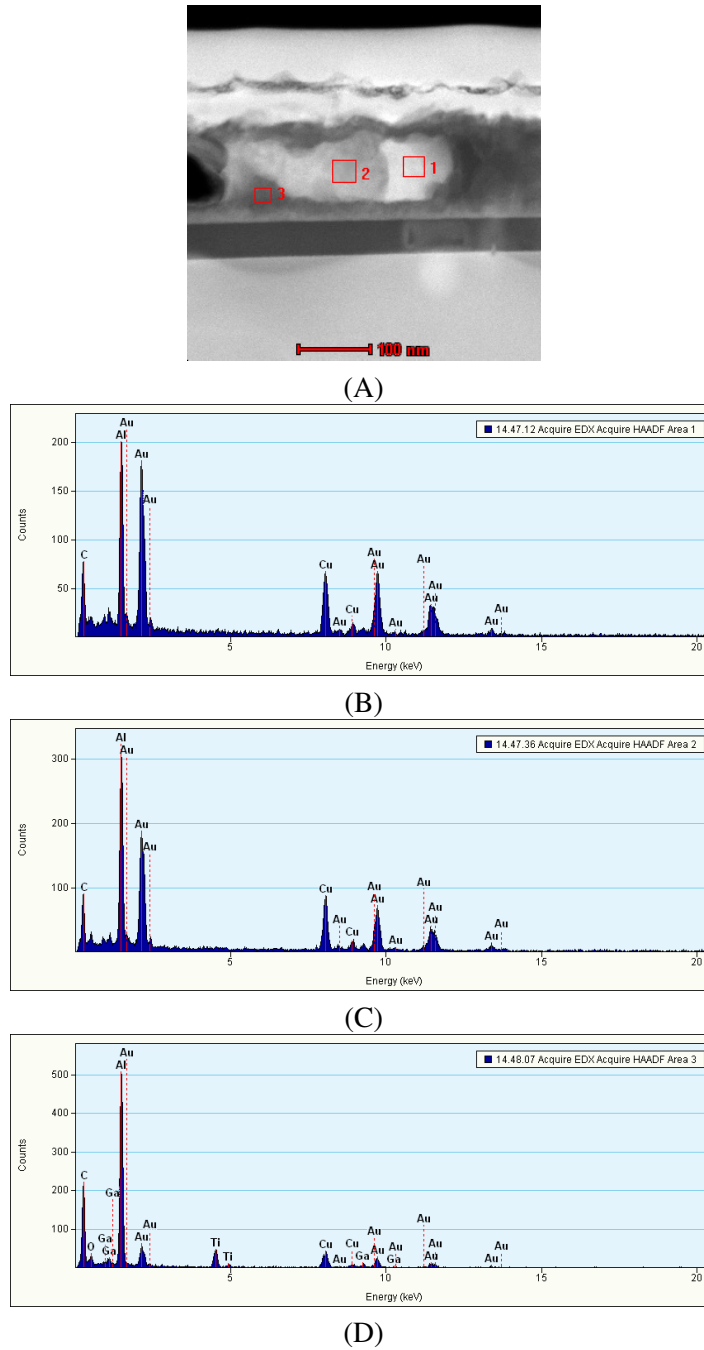 1
2
3
100 nm
(A)
14.47.12 Acquire EDX Acquire HAADF Area 1
Au
Al Au
Au
C Cu Au Au Au
Cu Au Au
Au Au Au Au
200
150
100
50
Counts
5 10 15 20
Energy (keV)
(B)
14.47.36 Acquire EDX Acquire HAADF Area 2
Al
Au
Au
Au
C Cu Au Au Au
Au Au Au
Cu Au Au Au
300
200
100
Counts
5 10 15 20
Energy (keV)
(C)
14.48.07 Acquire EDX Acquire HAADF Area 3
Au
Al
C
Ga Au
O Ga Au Ti Cu Cu Au Au Au
Ga Ti Au Ga Au Ga Au Au Au
Au
500
400
300
200
100
Counts
5 10 15 20
Energy (keV)
(D)